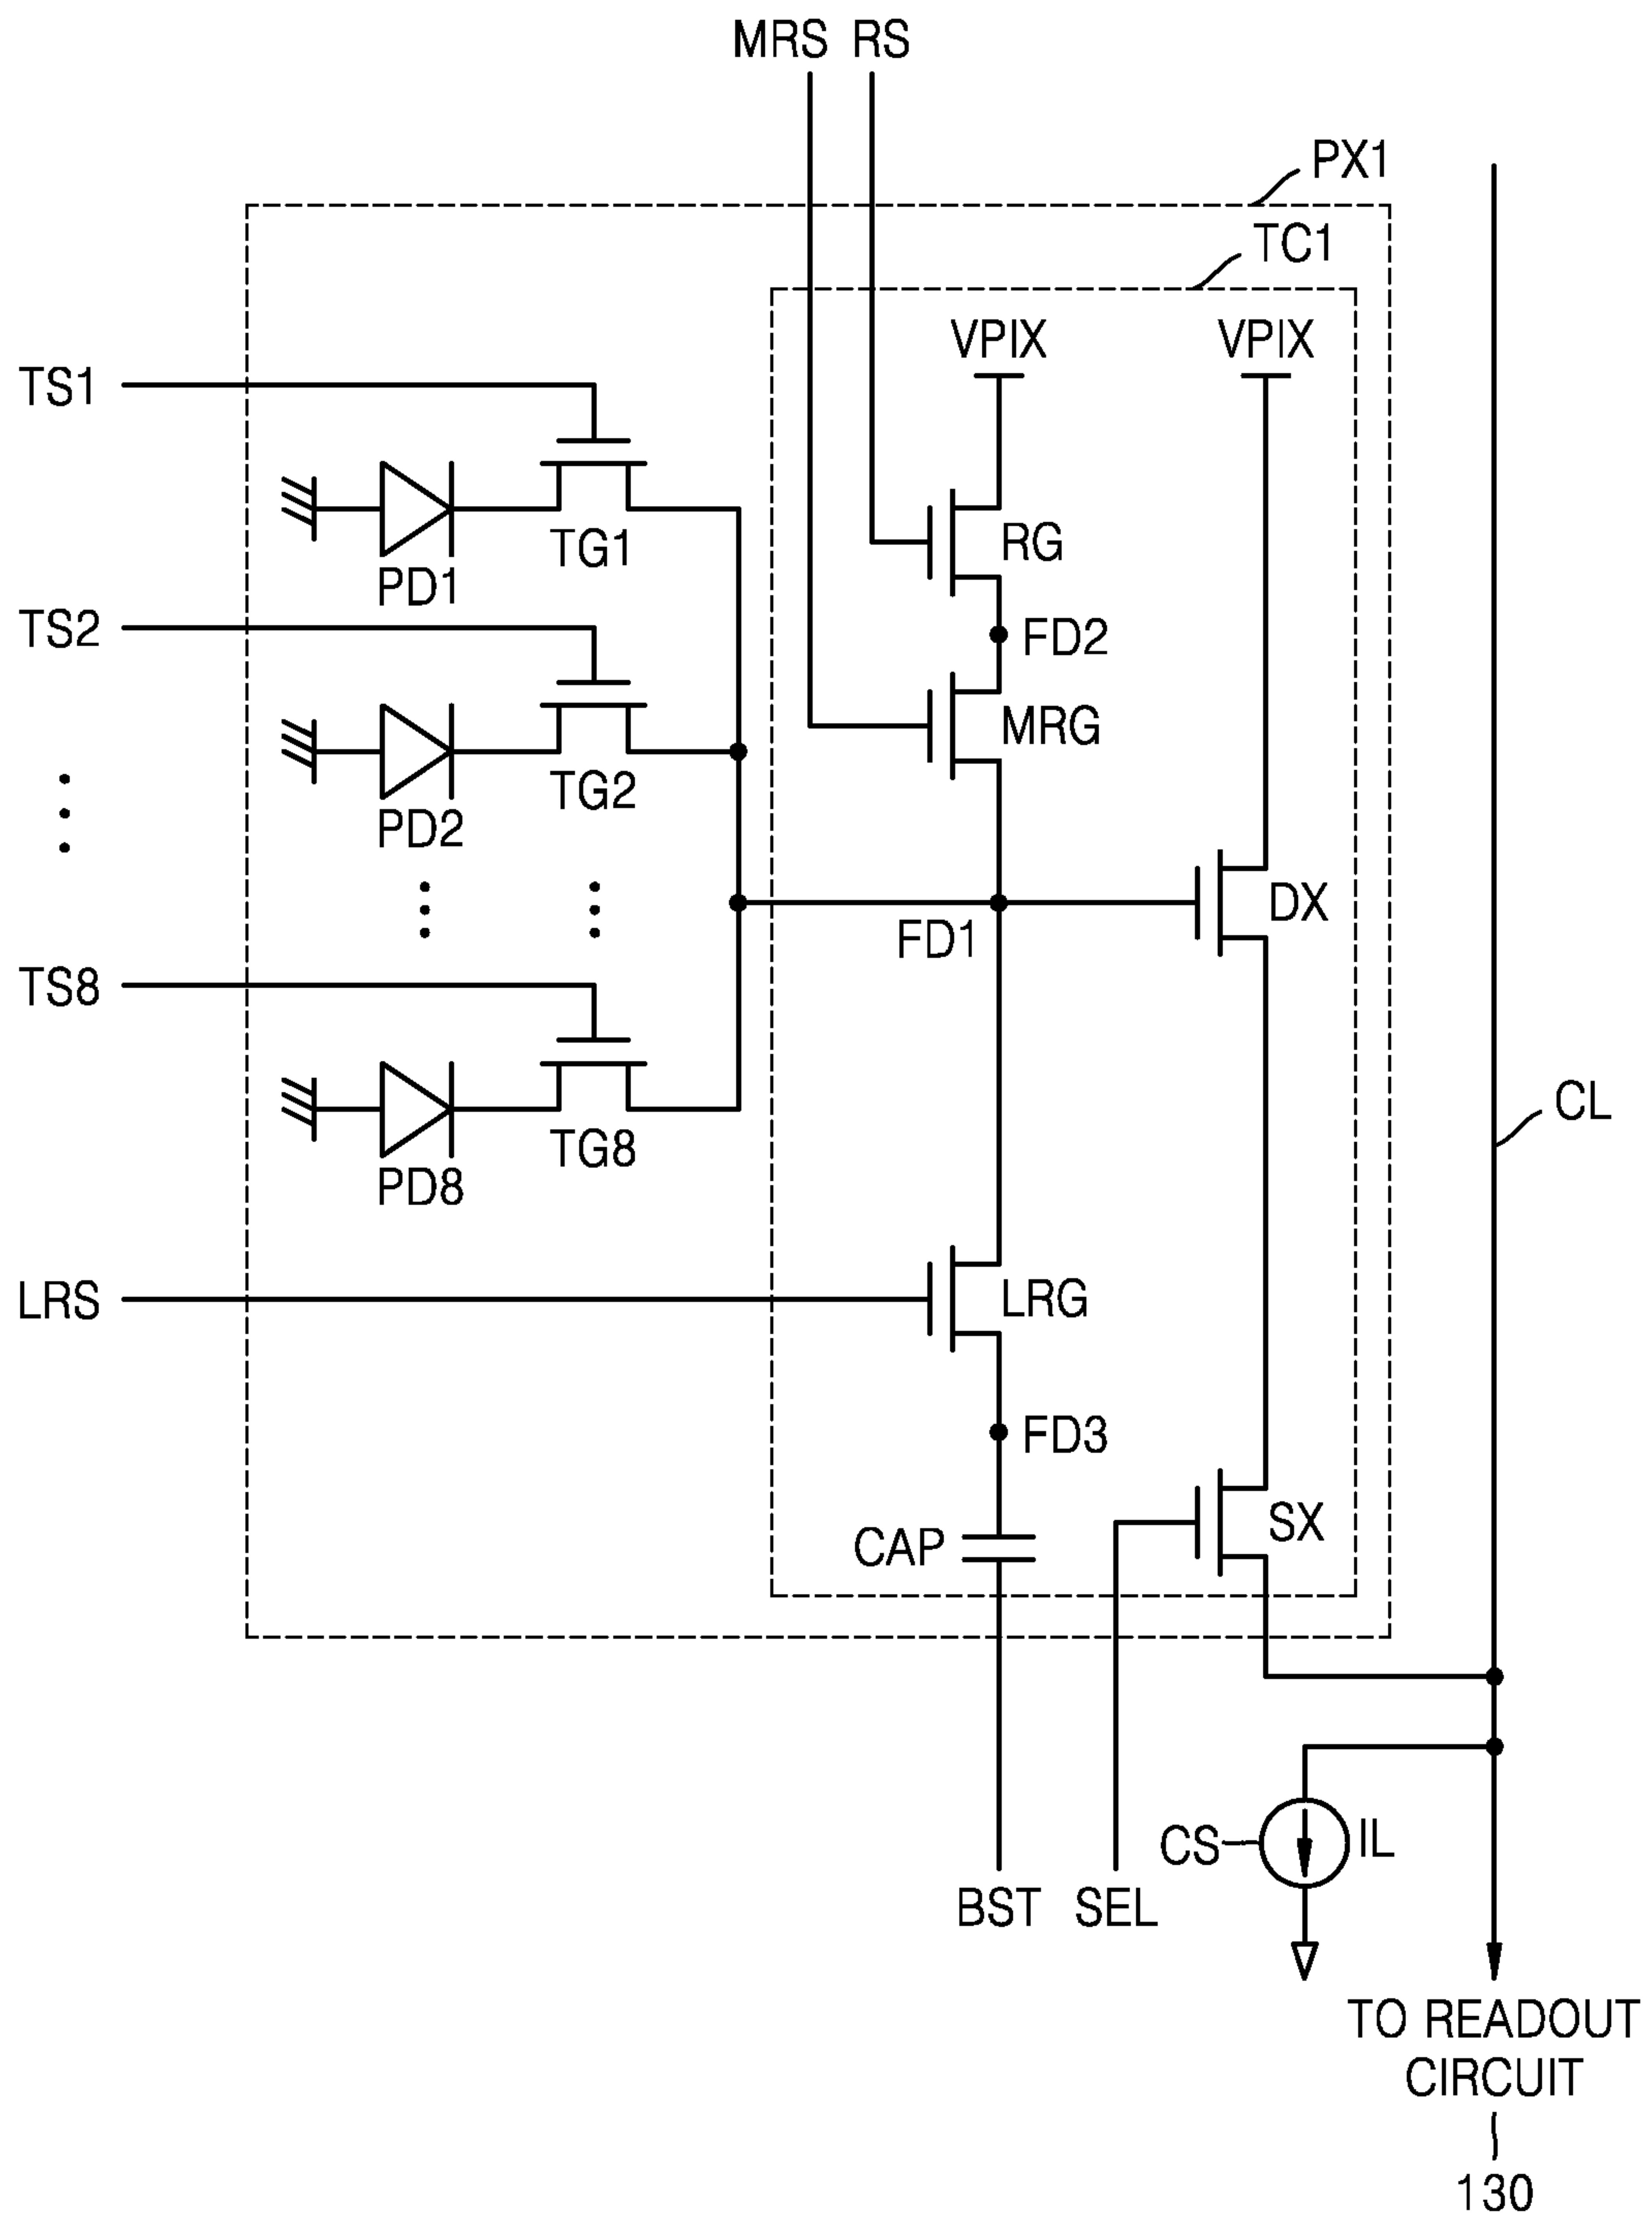 MRS RS
PX1
TC1
VPIX VPIX
TS1
RG
TG1
PD1
TS2
FD2
MRG
TG2
PD2
DX
FD1
TS8
CL
TG8
PD8
LRS
LRG
FD3
SX
CAP
CS IL
BST SEL
TO READOUT
CIRCUIT
130